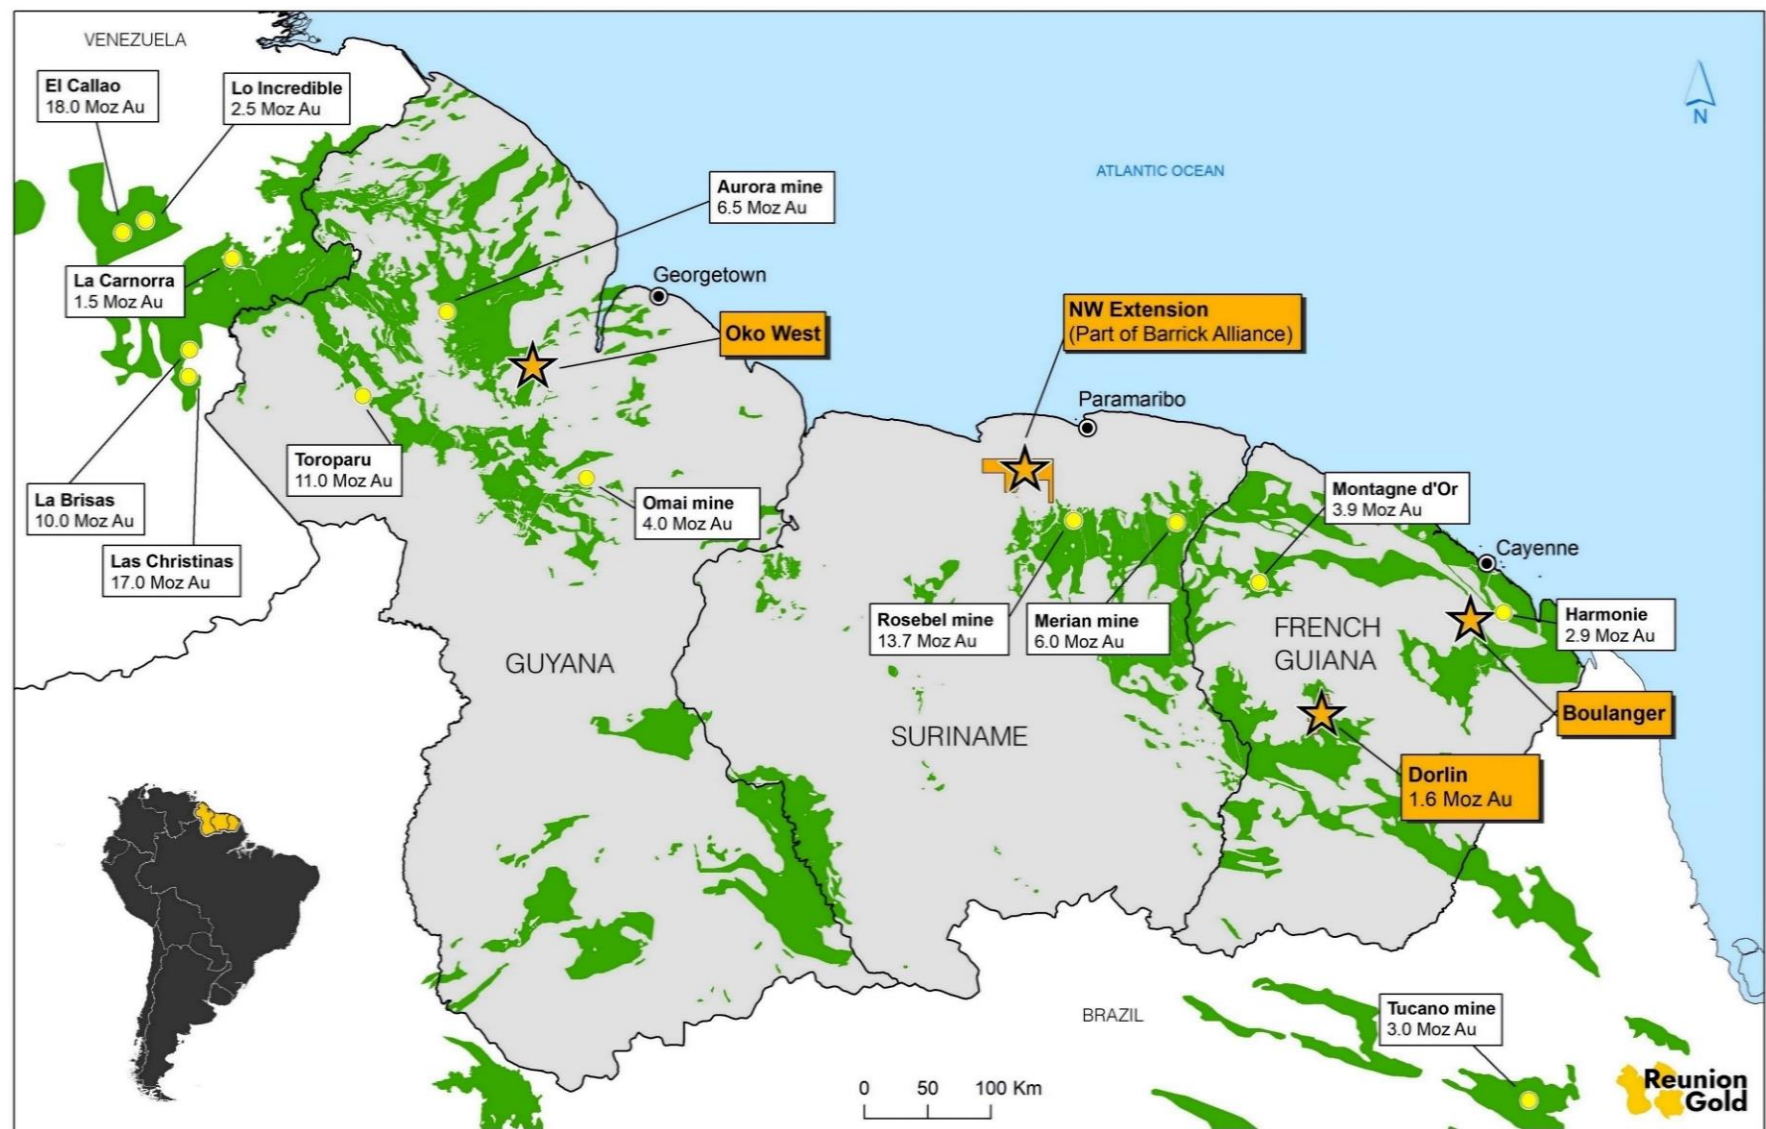 VENEZUELA
El Callao
18.0 Moz Au
Lo Incredible
2.5 Moz Au
N
ATLANTIC OCEAN
Aurora mine
6.5 Moz Au
La Carnorra
1.5 Moz Au
Georgetown
Oko West
NW Extension
(Part of Barrick Alliance)
Paramaribo
Toroparu
11.0 Moz Au
La Brisas
10.0 Moz Au
Omai mine
4.0 Moz Au
Montagne d'Or
3.9 Moz Au
Las Christinas
17.0 Moz Au
Cayenne
Rosebel mine
13.7 Moz Au
Merian mine
6.0 Moz Au
Harmonie
2.9 Moz Au
FRENCH
GUIANA
GUYANA
SURINAME
Boulanger
Dorlin
1.6 Moz Au
BRAZIL
Tucano mine
3.0 Moz Au
0 50 100 Km
Reunion
Gold